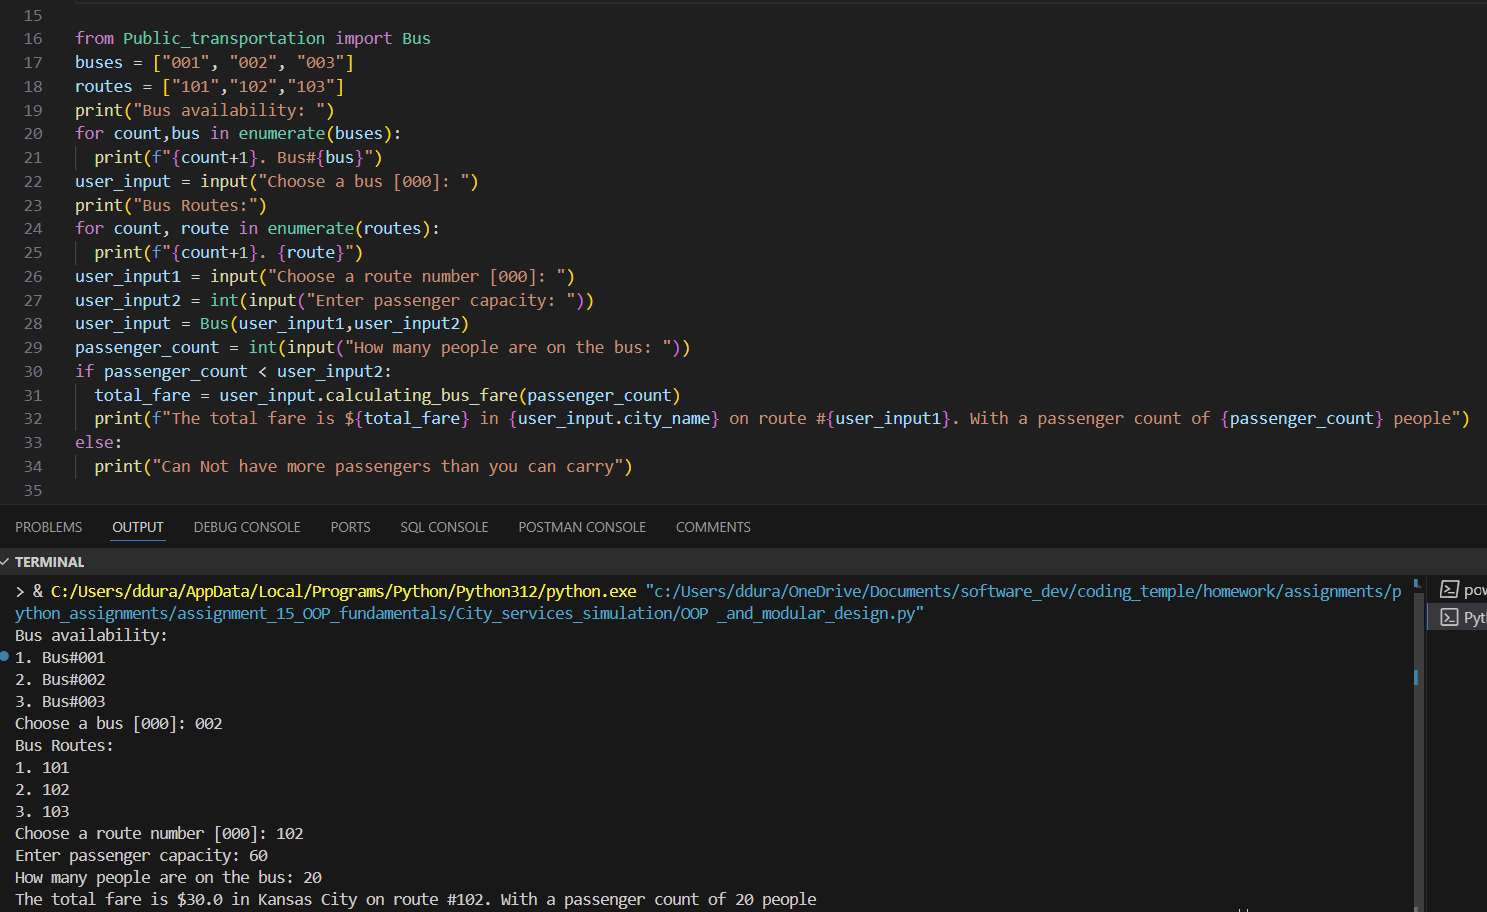 15
16 from Public_transportation import Bus
17 buses = ["001", "002", "003"]
18 routes = ["101","102","103"]
19 print("Bus availability: ")
20 for count,bus in enumerate(buses):
21   print(f"{count+1}. Bus#{bus}")
22 user_input = input("Choose a bus [000]: ")
23 print("Bus Routes:")
24 for count, route in enumerate(routes):
25   print(f"{count+1}. {route}")
26 user_input1 = input("Choose a route number [000]: ")
27 user_input2 = int(input("Enter passenger capacity: "))
28 user_input = Bus(user_input1,user_input2)
29 passenger_count = int(input("How many people are on the bus: "))
30 if passenger_count < user_input2:
31   total_fare = user_input.calculating_bus_fare(passenger_count)
32   print(f"The total fare is ${total_fare} in {user_input.city_name} on route #{user_input1}. With a passenger count of {passenger_count} people")
33 else:
34   print("Can Not have more passengers than you can carry")
35
PROBLEMS OUTPUT DEBUG CONSOLE PORTS SQL CONSOLE POSTMAN CONSOLE COMMENTS
TERMINAL
> & C:/Users/ddura/AppData/Local/Programs/Python/Python312/python.exe "c:/Users/ddura/OneDrive/Documents/software_dev/coding_temple/homework/assignments/p
ython_assignments/assignment_15_OOP_fundamentals/City_services_simulation/OOP _and_modular_design.py"
Bus availability:
1. Bus#001
2. Bus#002
3. Bus#003
Choose a bus [000]: 002
Bus Routes:
1. 101
2. 102
3. 103
Choose a route number [000]: 102
Enter passenger capacity: 60
How many people are on the bus: 20
The total fare is $30.0 in Kansas City on route #102. With a passenger count of 20 people
pow
Pyt